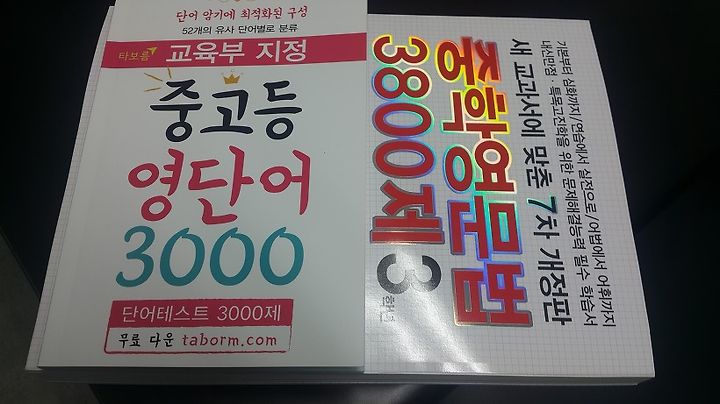 단어 암기에 최적화된 구성
52개의 유사 단어별로 분류
타보름 교육부 지정
중고등
영단어
3000
단어테스트 3000제
무료 다운 taborm.com
기본부터 심화까지/연습에서 실전으로/어법에서 어휘까지
내신만점·특목고진학을 위한 문제해결능력 필수 학습서
새 교과서에 맞춘 7차 개정판
중학영문법
3800제 3
학년